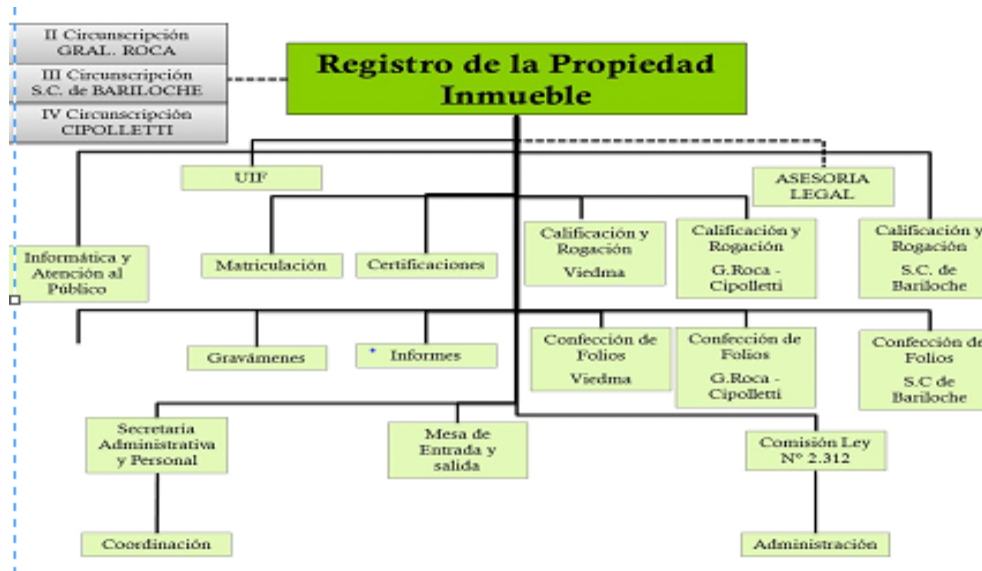 II Circunscripción
GRAL. ROCA
III Circunscripción
S.C. de BARILOCHE
IV Circunscripción
CIPOLLETTI
Registro de la Propiedad
Inmueble
UIF
ASESORIA
LEGAL
Informática y
Atención al
Público
Matriculación
Certificaciones
Calificación y
Rogación
Viedma
Calificación y
Rogación
G.Roca -
Cipolletti
Calificación y
Rogación
S.C. de
Bariloche
Gravámenes
Informes
Confección de
Folios
Viedma
Confección de
Folios
G.Roca -
Cipolletti
Confección de
Folios
S.C de
Bariloche
Secretaria
Administrativa
y Personal
Mesa de
Entrada y
salida
Comisión Ley
Nº 2.312
Coordinación
Administración